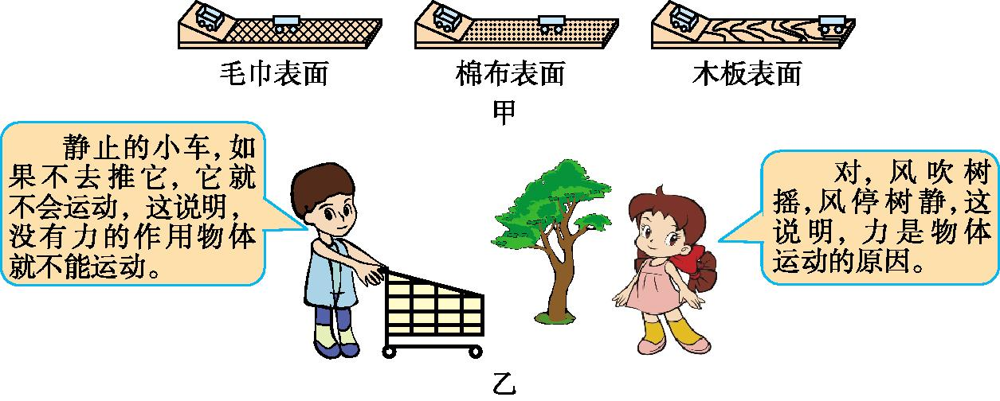 毛巾表面
棉布表面
木板表面
甲
静止的小车,如
果不去推它,它就
不会运动,这说明,
没有力的作用物体
就不能运动。
对,风吹树
摇,风停树静,这
说明,力是物体
运动的原因。
乙